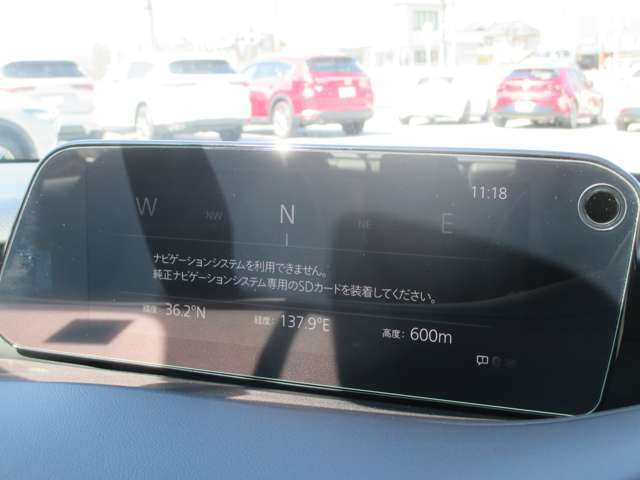 11:18
W NW N NE E
ナビゲーションシステムを利用できません。
純正ナビゲーションシステム専用のSDカードを装着してください。
緯度: 36.2°N 経度: 137.9°E 高度: 600m